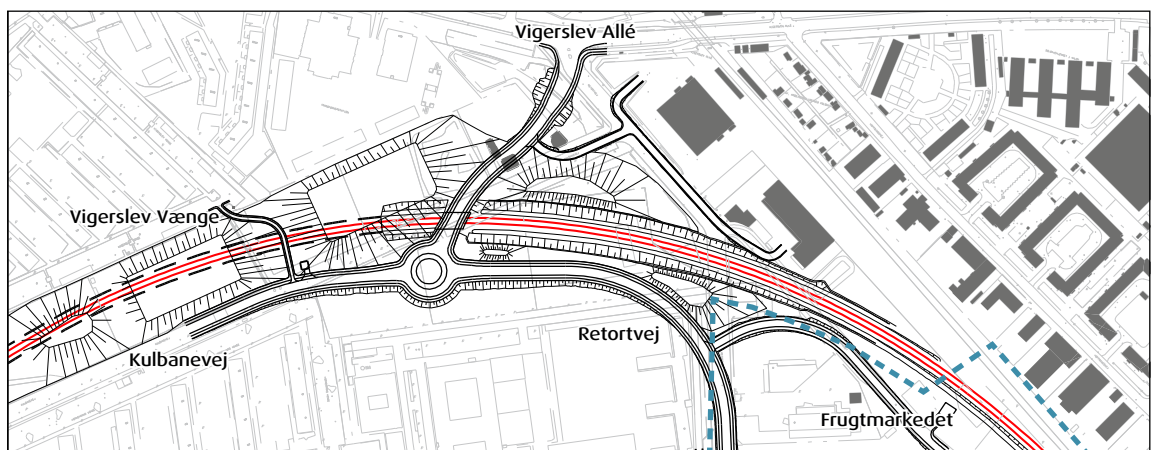 Vigerslev Allé
Vigerslev Vænge
Kulbanevej
Retortvej
Frugtmarkedet